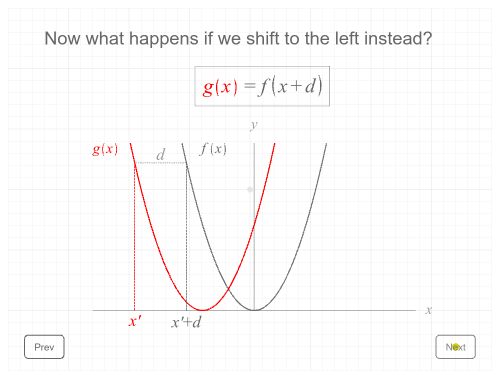 Now what happens if we shift to the left instead?
g(x) = f(x+d)
y
g(x) d f(x)
x
x' x'+d
Prev Next